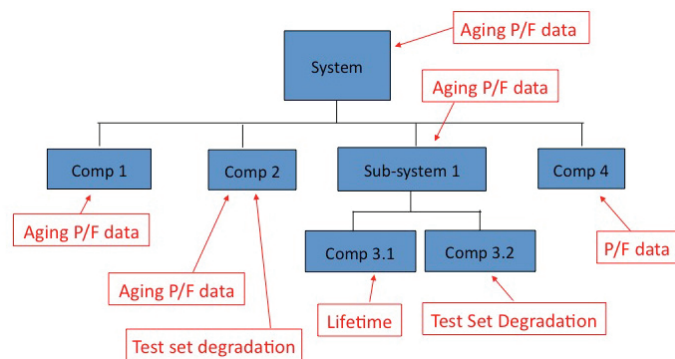 Aging P/F data
System
Aging P/F data
Comp 1
Comp 2
Sub-system 1
Comp 4
Aging P/F data
P/F data
Comp 3.1
Comp 3.2
Aging P/F data
Lifetime
Test Set Degradation
Test set degradation